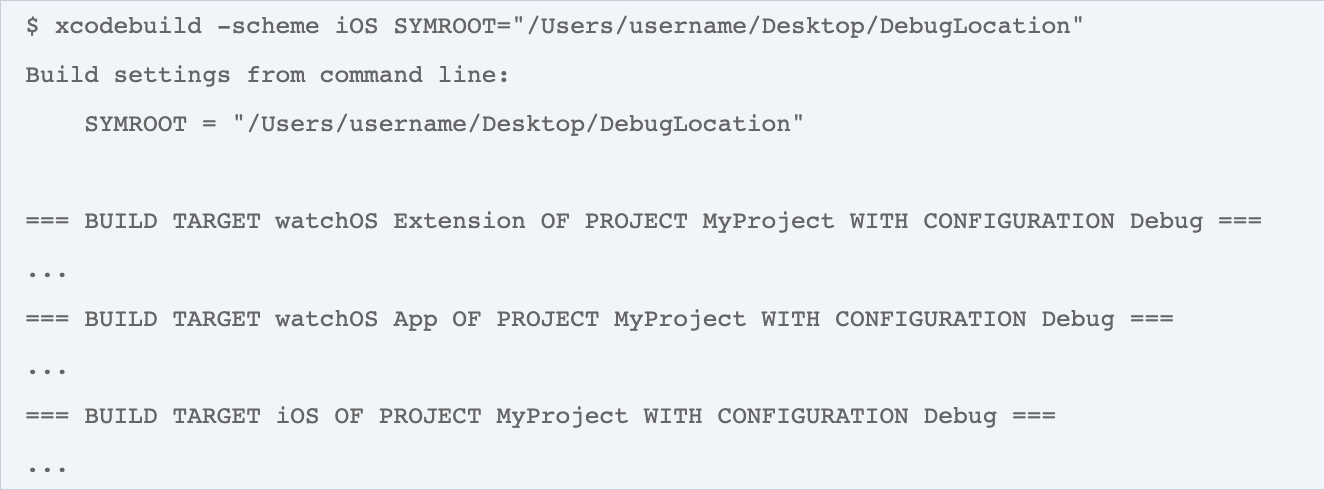 $ xcodebuild -scheme iOS SYMROOT="/Users/username/Desktop/DebugLocation"
Build settings from command line:
    SYMROOT = "/Users/username/Desktop/DebugLocation"
=== BUILD TARGET watchOS Extension OF PROJECT MyProject WITH CONFIGURATION Debug ===
...
=== BUILD TARGET watchOS App OF PROJECT MyProject WITH CONFIGURATION Debug ===
...
=== BUILD TARGET iOS OF PROJECT MyProject WITH CONFIGURATION Debug ===
...